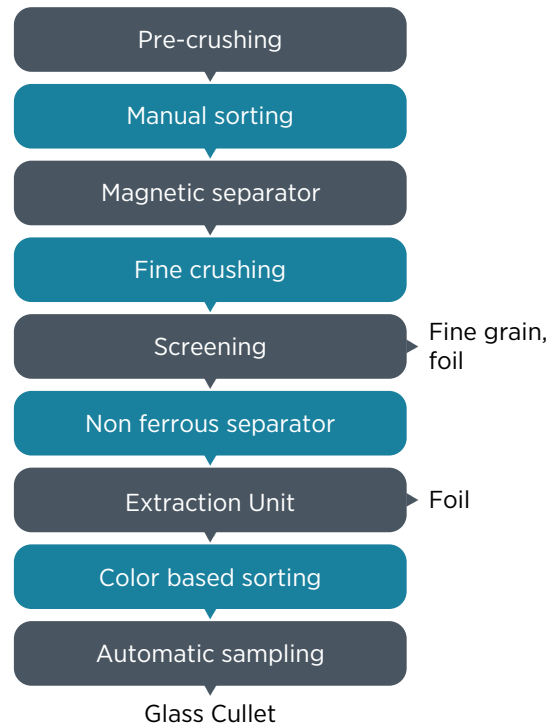 Pre-crushing
Manual sorting
Magnetic separator
Fine crushing
Screening
Fine grain,
foil
Non ferrous separator
Extraction Unit
Foil
Color based sorting
Automatic sampling
Glass Cullet